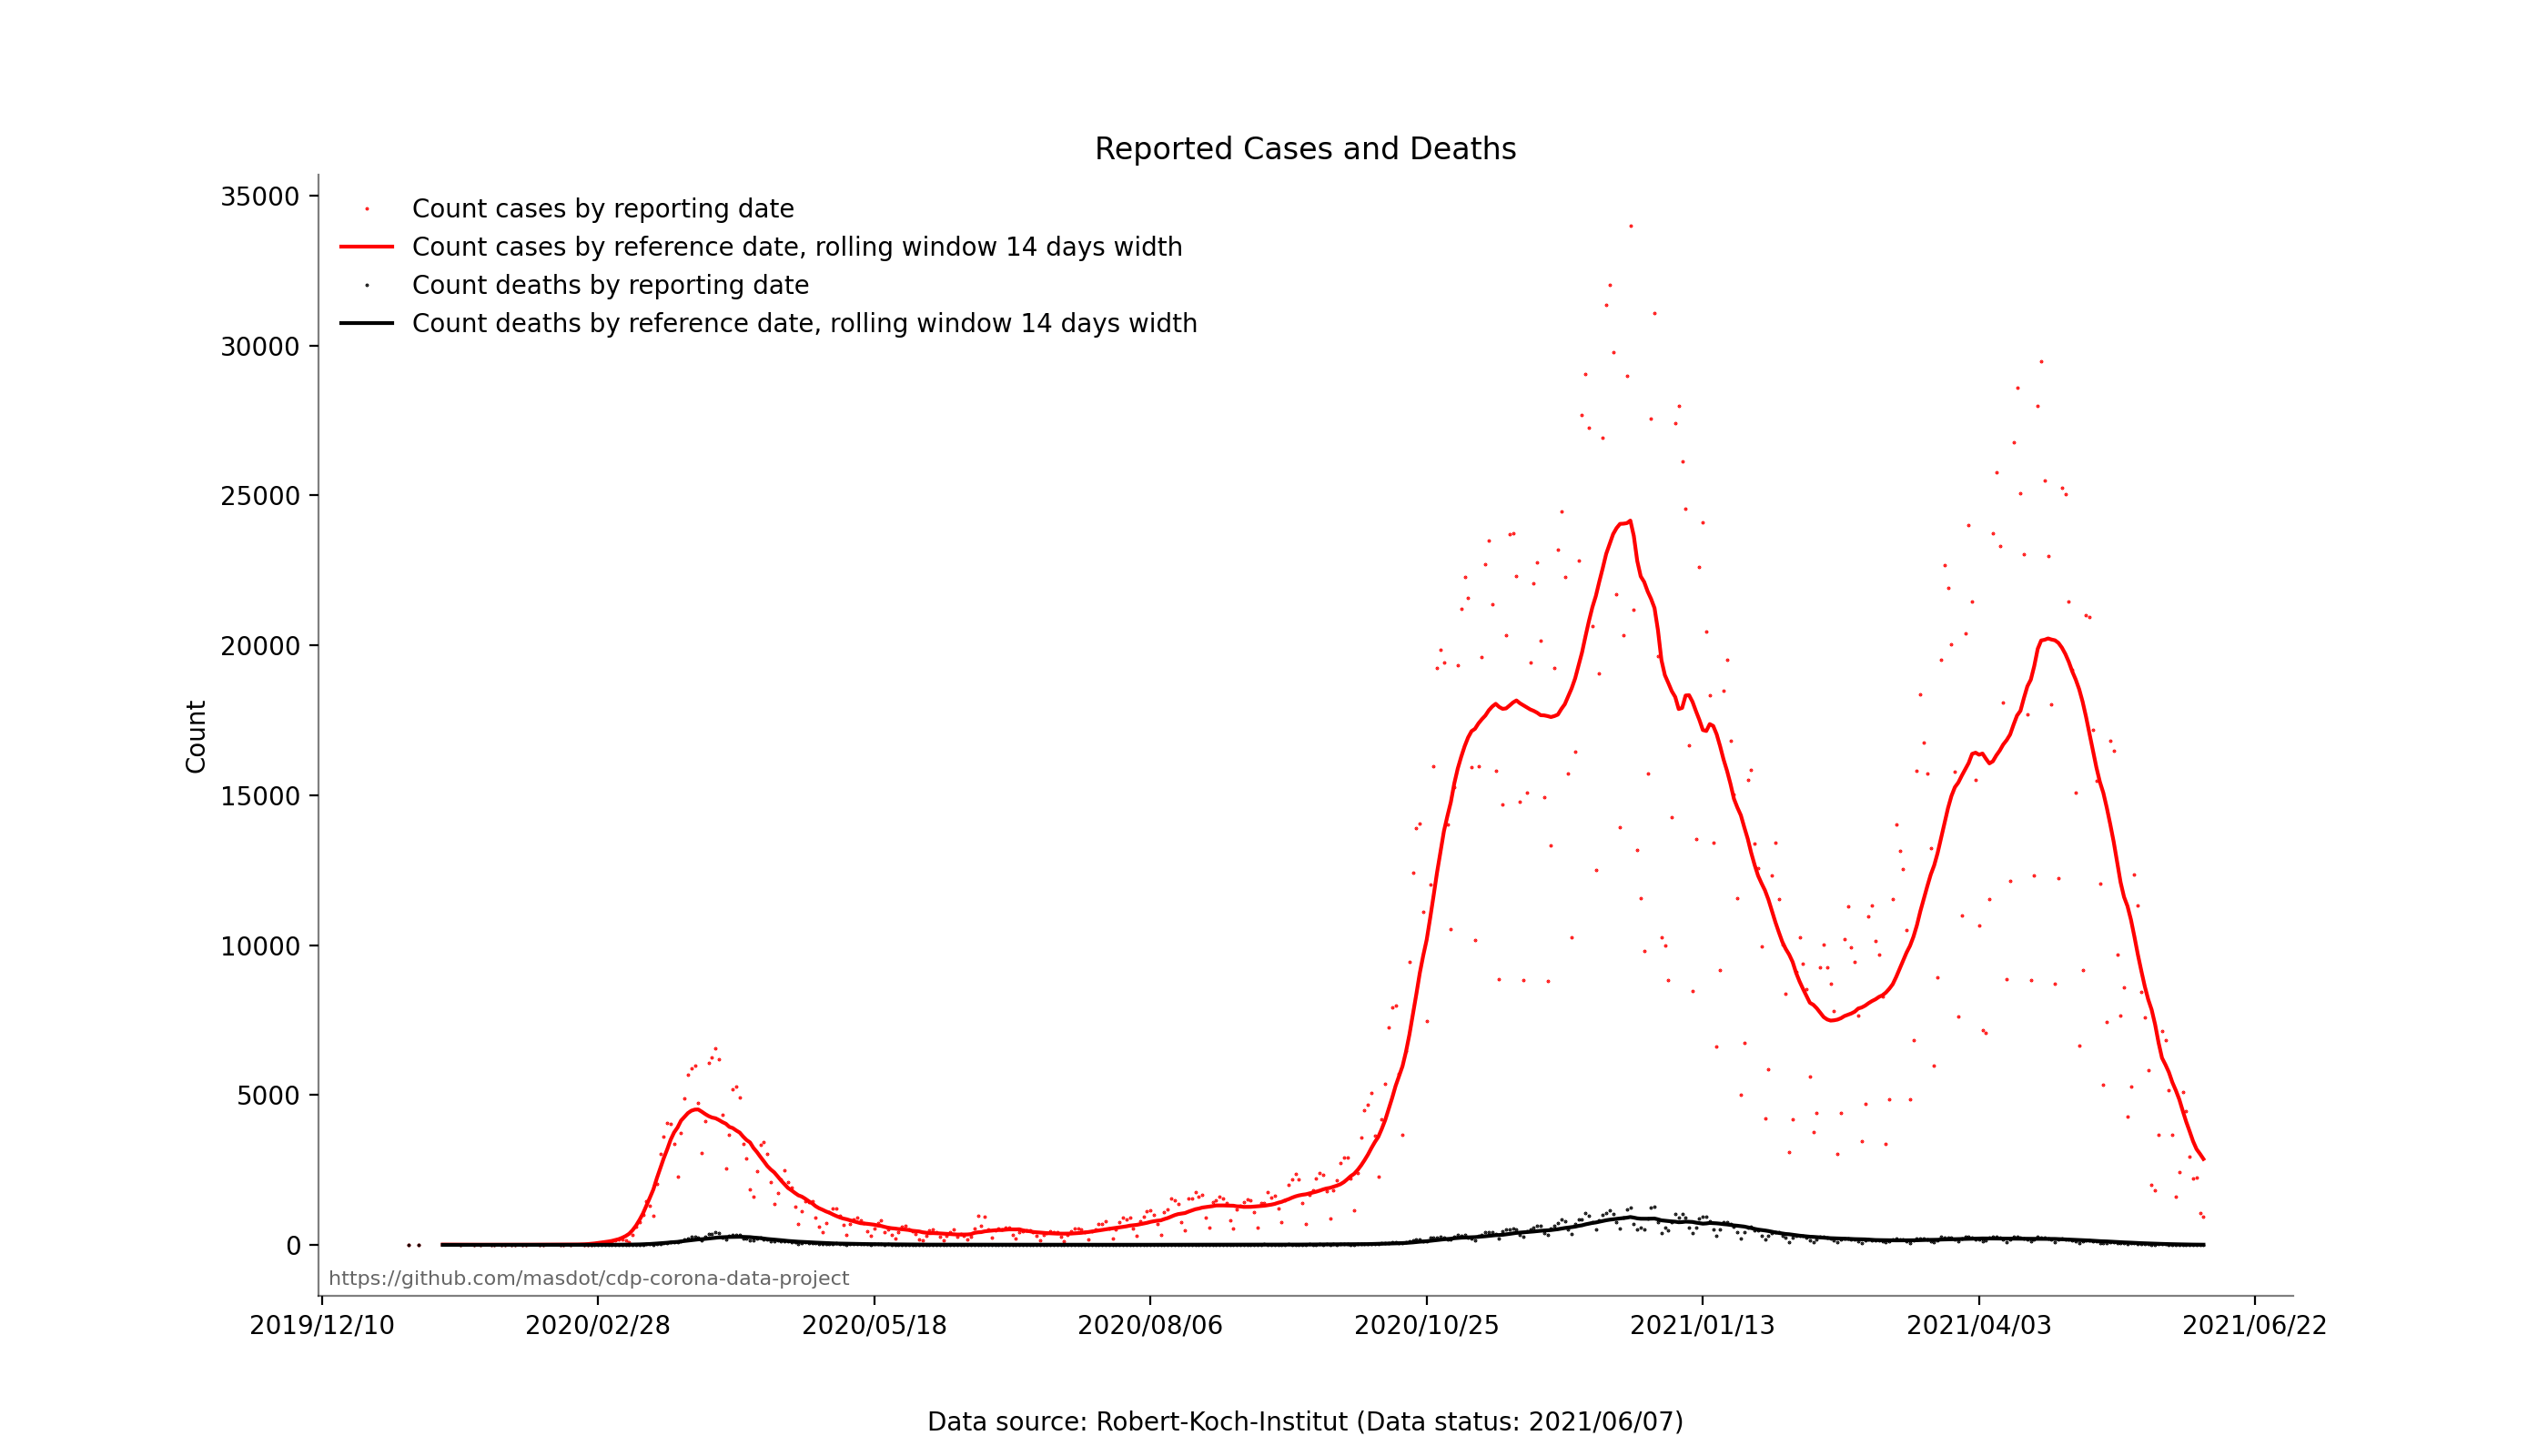 Reported Cases and Deaths
35000
30000
25000
20000
15000
10000
5000
0
Count
Count cases by reporting date
Count cases by reference date, rolling window 14 days width
Count deaths by reporting date
Count deaths by reference date, rolling window 14 days width
https://github.com/masdot/cdp-corona-data-project
2019/12/10 2020/02/28 2020/05/18 2020/08/06 2020/10/25 2021/01/13 2021/04/03 2021/06/22
Data source: Robert-Koch-Institut (Data status: 2021/06/07)